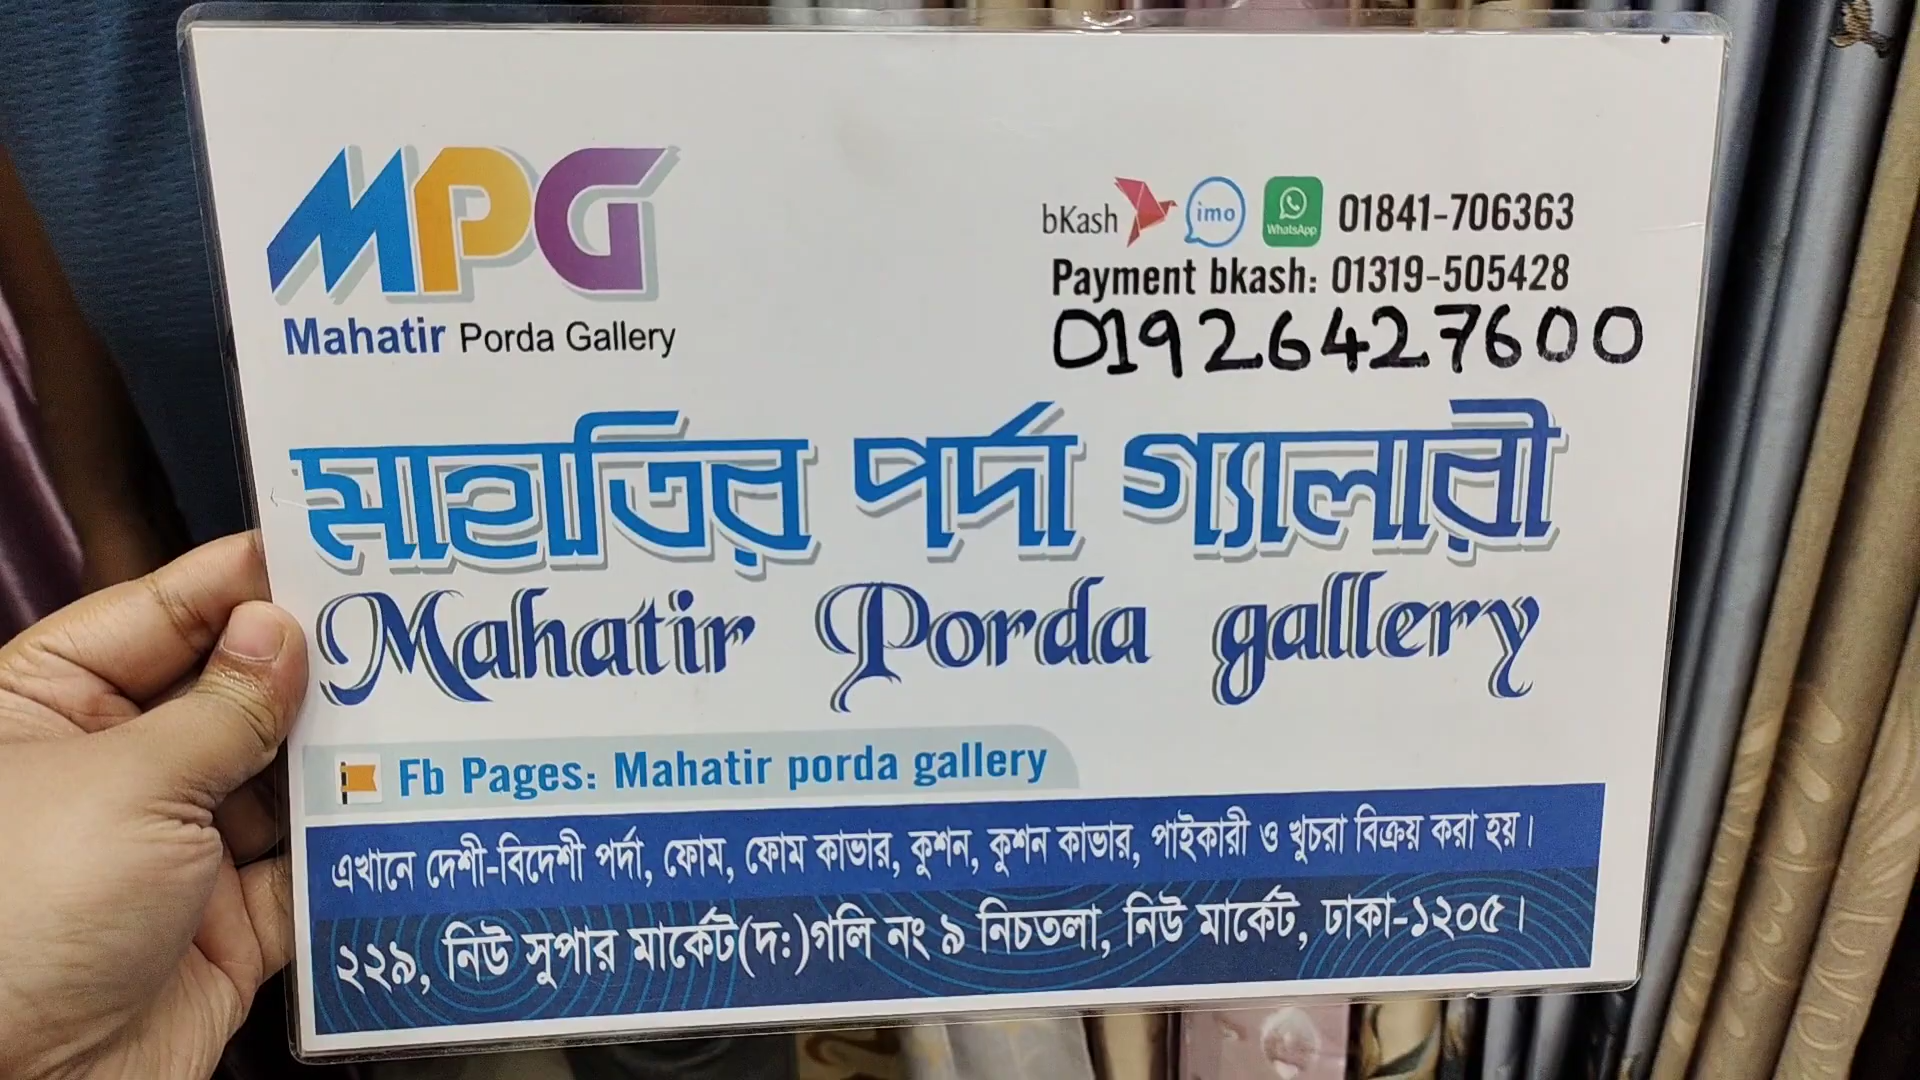 MPG
Mahatir Porda Gallery
bKash imo WhatsApp 01841-706363
Payment bkash: 01319-505428
01926427600
মাহাতির পর্দা গ্যালারী
Mahatir Porda gallery
Fb Pages: Mahatir porda gallery
এখানে দেশী-বিদেশী পর্দা, ফোম, ফোম কাভার, কুশন, কুশন কাভার, পাইকারী ও খুচরা বিক্রয় করা হয়।
২২৯, নিউ সুপার মার্কেট(দ:)গলি নং ৯ নিচতলা, নিউ মার্কেট, ঢাকা-১২০৫।